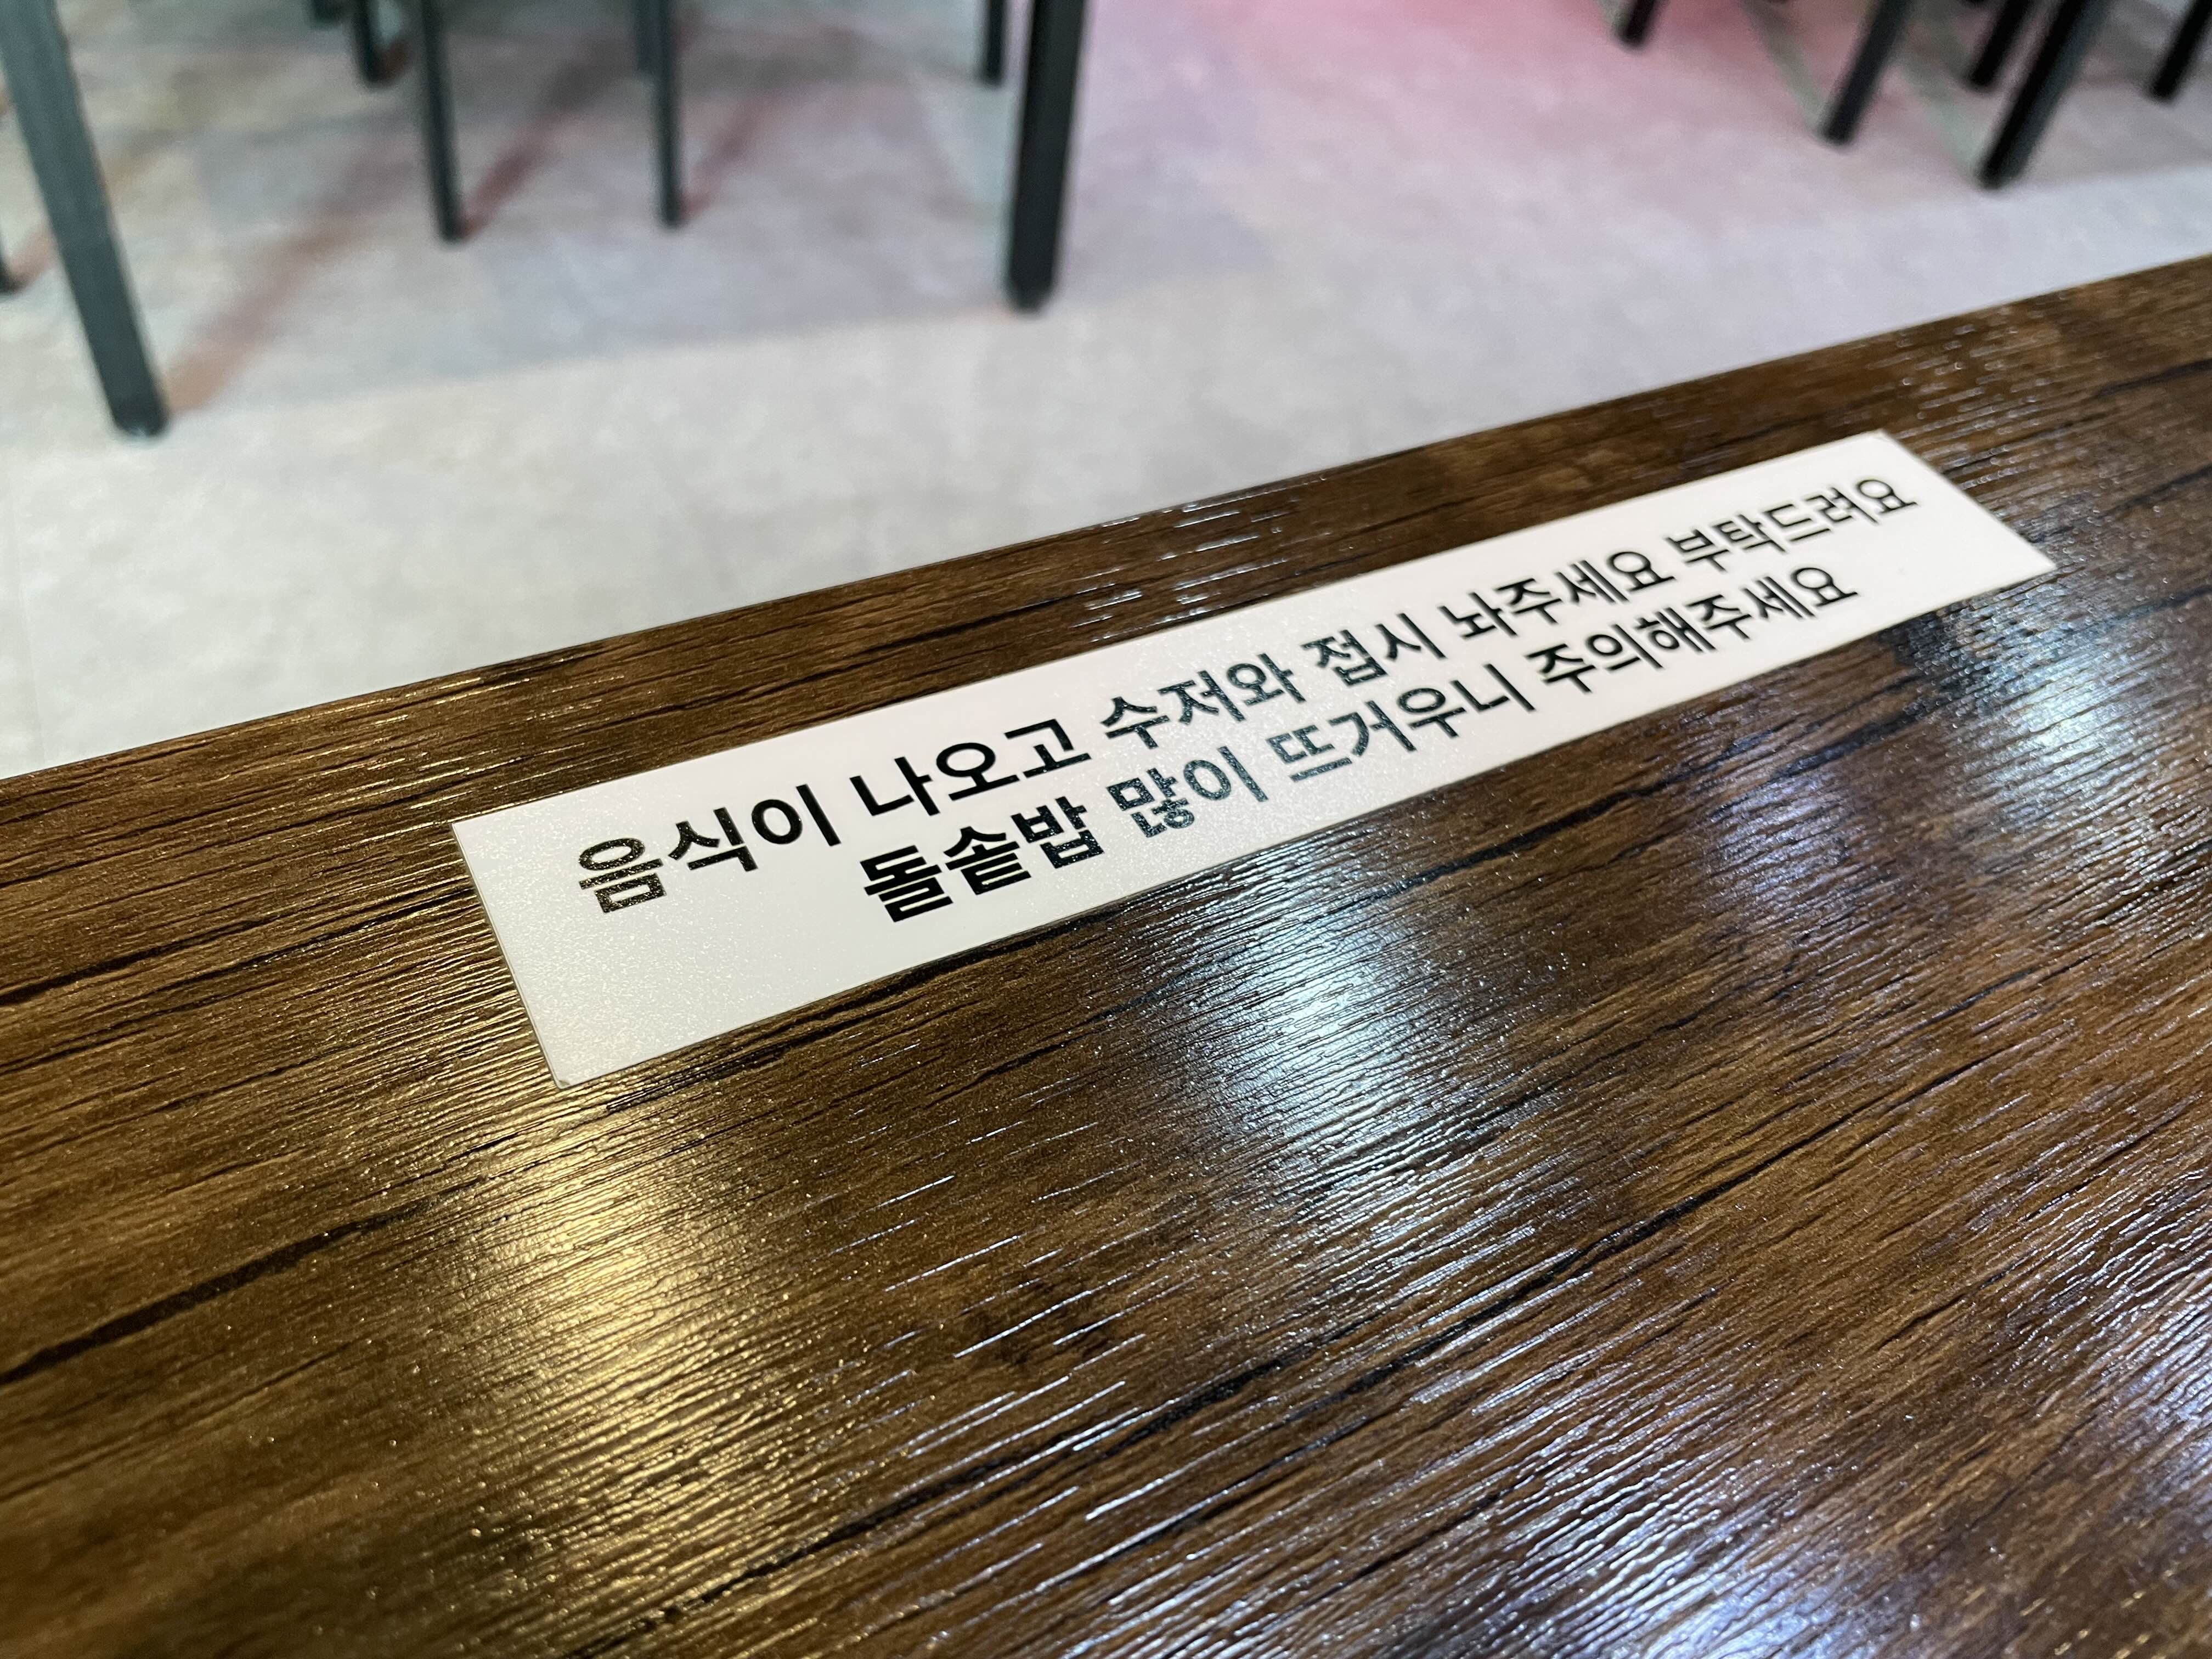 음식이 나오고 수저와 접시 놔주세요 부탁드려요
돌솥밥 많이 뜨거우니 주의해주세요